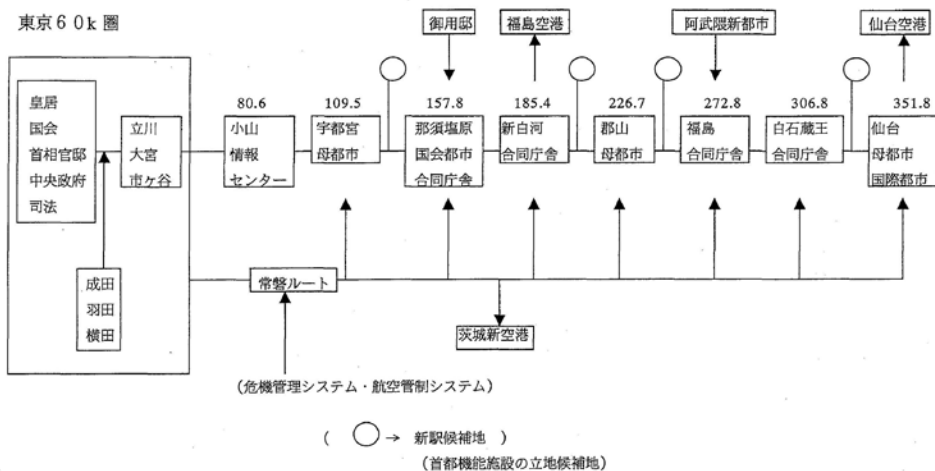 東京６０ｋ圏
御用邸
福島空港
阿武隈新都市
仙台空港
皇居
国会
首相官邸
中央政府
司法
立川
大宮
市ヶ谷
80.6
小山
情報
センター
109.5
宇都宮
母都市
157.8
那須塩原
国会都市
合同庁舎
185.4
新白河
合同庁舎
226.7
郡山
母都市
272.8
福島
合同庁舎
306.8
白石蔵王
合同庁舎
351.8
仙台
母都市
国際都市
成田
羽田
横田
常磐ルート
茨城新空港
（危機管理システム・航空管制システム）
（ ○ → 新駅候補地 ）
（首都機能施設の立地候補地）